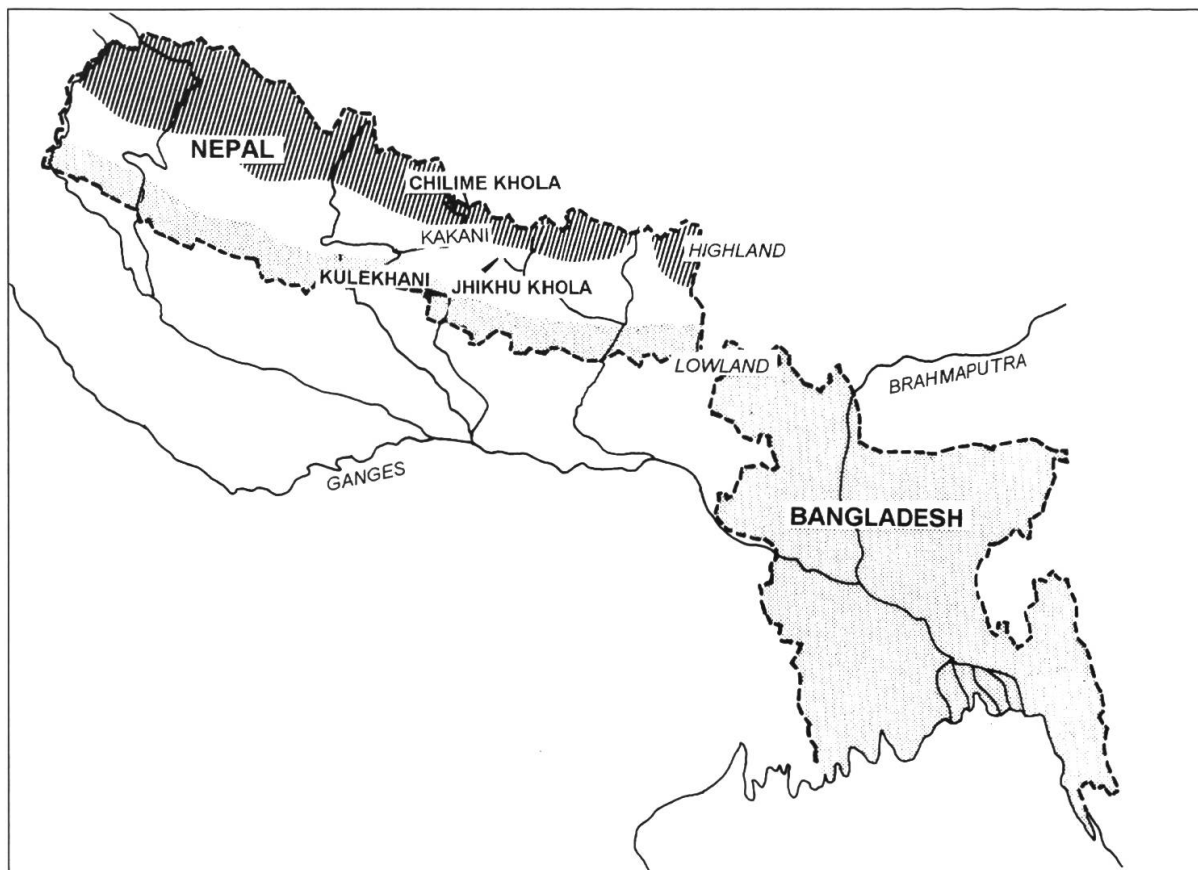 NEPAL
CHILIME KHOLA
KAKANI
HIGHLAND
KULEKHANI
JHIKHU KHOLA
LOWLAND
BRAHMAPUTRA
GANGES
BANGLADESH